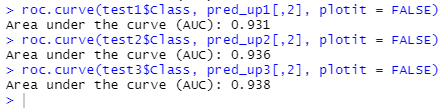 > roc.curve(test1$Class, pred_up1[,2], plotit = FALSE)
Area under the curve (AUC): 0.931
> roc.curve(test2$Class, pred_up2[,2], plotit = FALSE)
Area under the curve (AUC): 0.936
> roc.curve(test3$Class, pred_up3[,2], plotit = FALSE)
Area under the curve (AUC): 0.938
>